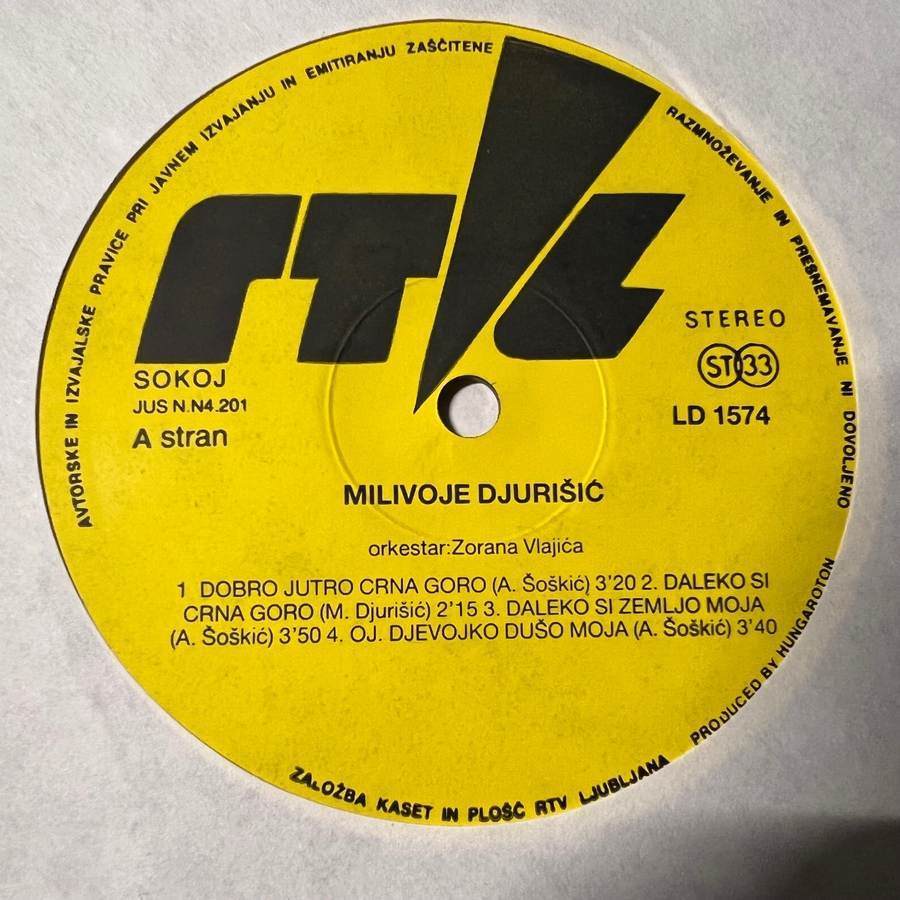 AVTORSKE IN IZVAJALSKE PRAVICE PRI JAVNEM IZVAJANJU IN EMITIRANJU ZAŠČITENE
RAZMNOŽEVANJE IN PRESNEMAVANJE NI DOVOLJENO
rtl
STEREO
ST 33
LD 1574
SOKOJ
JUS N.N4.201
A stran
MILIVOJE DJURIŠIĆ
orkestar:Zorana Vlajića
1 DOBRO JUTRO CRNA GORO (A. Šoškić) 3'20 2. DALEKO SI
CRNA GORO (M. Djurišić) 2'15 3. DALEKO SI ZEMLJO MOJA
(A. Šoškić) 3'50 4. OJ. DJEVOJKO DUŠO MOJA (A. Šoškić) 3'40
PRODUCED BY HUNGAROTON
ZALOŽBA KASET IN PLOŠČ RTV LJUBLJANA